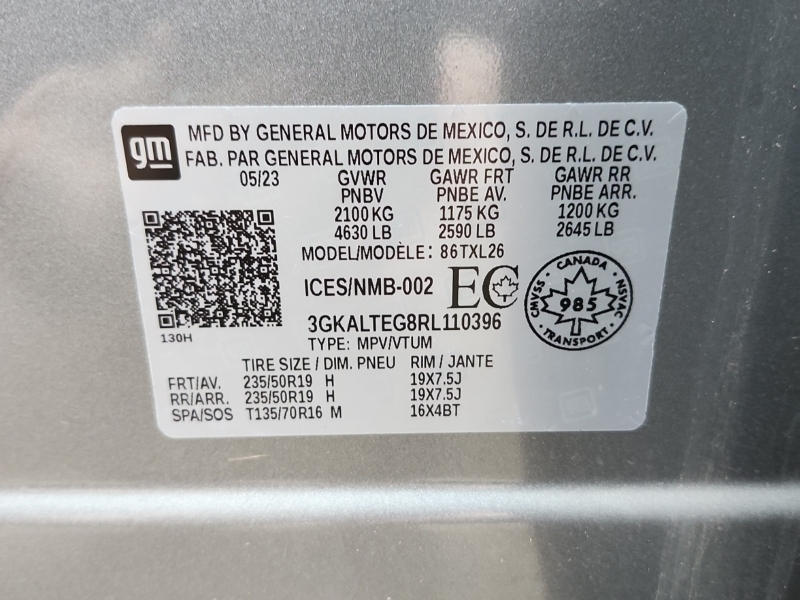 gm
MFD BY GENERAL MOTORS DE MEXICO, S. DE R.L. DE C.V.
FAB. PAR GENERAL MOTORS DE MEXICO, S. DE R.L. DE C.V.
05/23 GVWR GAWR FRT GAWR RR
PNBV PNBE AV. PNBE ARR.
2100 KG 1175 KG 1200 KG
4630 LB 2590 LB 2645 LB
MODEL/MODÈLE: 86TXL26
ICES/NMB-002 EC
CANADA
CMVSS 985 NSVAC
TRANSPORT
3GKALTEG8RL110396
130H
TYPE: MPV/VTUM
TIRE SIZE / DIM. PNEU RIM / JANTE
FRT/AV. 235/50R19 H 19X7.5J
RR/ARR. 235/50R19 H 19X7.5J
SPA/SOS T135/70R16 M 16X4BT